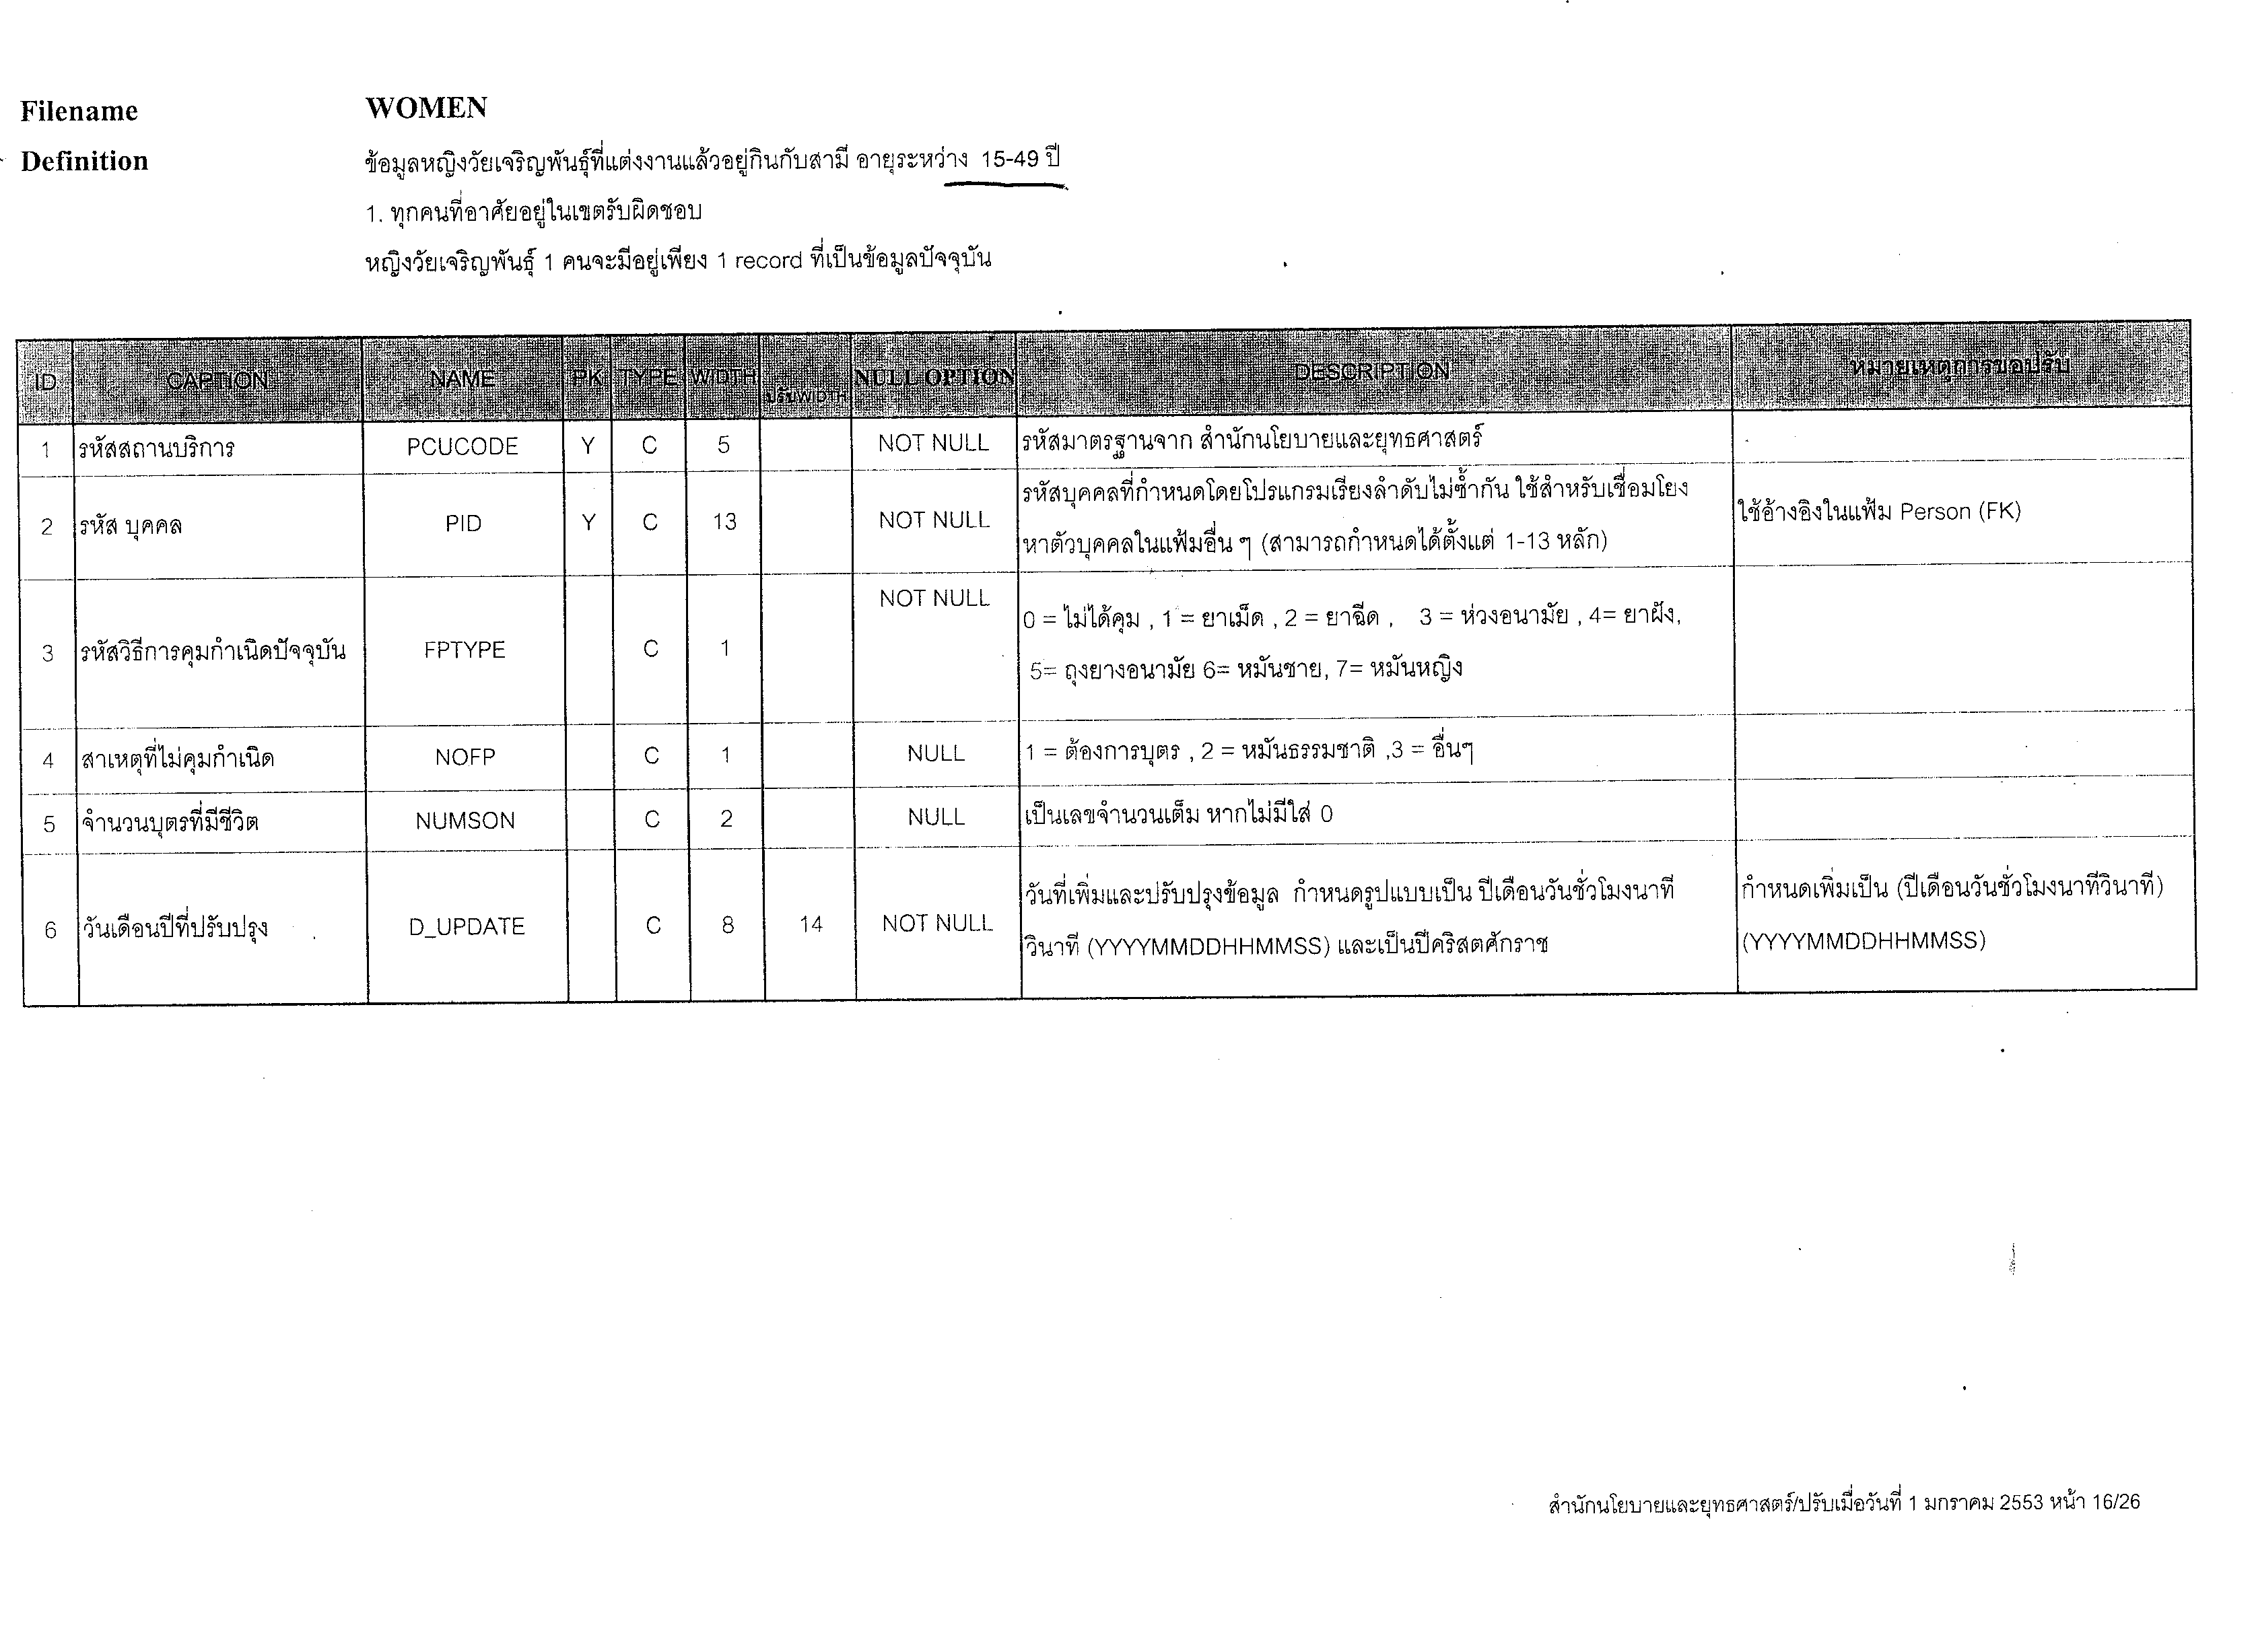 Filename WOMEN
Definition ข้อมูลหญิงวัยเจริญพันธุ์ที่แต่งงานแล้วอยู่กินกับสามี อายุระหว่าง 15-49 ปี
1. ทุกคนที่อาศัยอยู่ในเขตรับผิดชอบ
หญิงวัยเจริญพันธุ์ 1 คนจะมีอยู่เพียง 1 record ที่เป็นข้อมูลปัจจุบัน
ID CAPTION NAME PK TYPE WIDTH ปรับWIDTH NULL OPTION DESCRIPTION หมายเหตุการขอปรับ
1 รหัสสถานบริการ PCUCODE Y C 5 NOT NULL รหัสมาตรฐานจาก สำนักนโยบายและยุทธศาสตร์
2 รหัส บุคคล PID Y C 13 NOT NULL รหัสบุคคลที่กำหนดโดยโปรแกรมเรียงลำดับไม่ซ้ำกัน ใช้สำหรับเชื่อมโยง
หาตัวบุคคลในแฟ้มอื่น ๆ (สามารถกำหนดได้ตั้งแต่ 1-13 หลัก)
ใช้อ้างอิงในแฟ้ม Person (FK)
3 รหัสวิธีการคุมกำเนิดปัจจุบัน FPTYPE C 1 NOT NULL 0 = ไม่ได้คุม , 1 = ยาเม็ด , 2 = ยาฉีด , 3 = ห่วงอนามัย , 4= ยาฝัง,
5= ถุงยางอนามัย 6= หมันชาย, 7= หมันหญิง
4 สาเหตุที่ไม่คุมกำเนิด NOFP C 1 NULL 1 = ต้องการบุตร , 2 = หมันธรรมชาติ ,3 = อื่นๆ
5 จำนวนบุตรที่มีชีวิต NUMSON C 2 NULL เป็นเลขจำนวนเต็ม หากไม่มีใส่ 0
6 วันเดือนปีที่ปรับปรุง D_UPDATE C 8 14 NOT NULL วันที่เพิ่มและปรับปรุงข้อมูล กำหนดรูปแบบเป็น ปีเดือนวันชั่วโมงนาที
วินาที (YYYYMMDDHHMMSS) และเป็นปีคริสตศักราช
กำหนดเพิ่มเป็น (ปีเดือนวันชั่วโมงนาทีวินาที)
(YYYYMMDDHHMMSS)
สำนักนโยบายและยุทธศาสตร์/ปรับเมื่อวันที่ 1 มกราคม 2553 หน้า 16/26